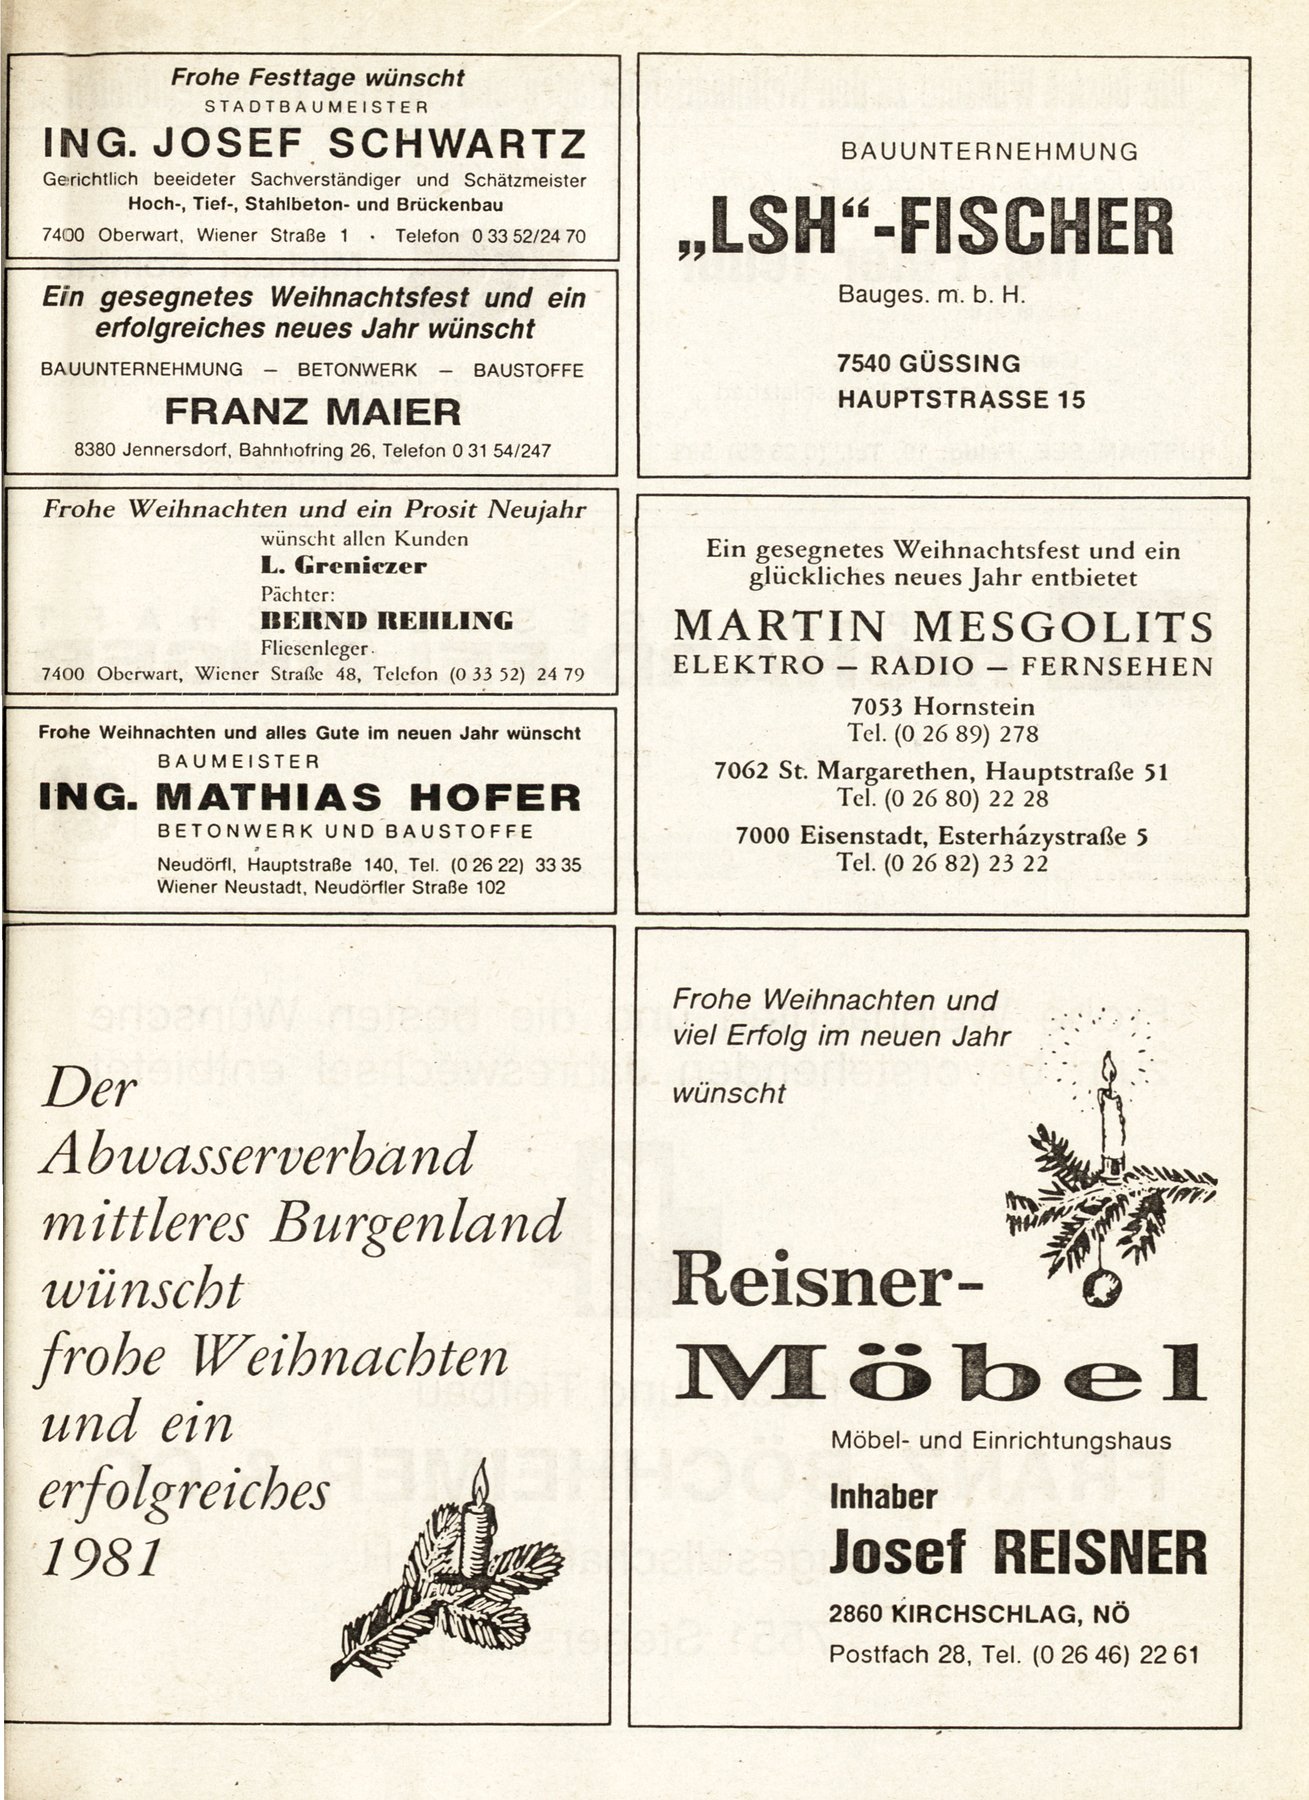 Frohe Festtage wünscht
STADTBAUMEISTER
ING. JOSEF SCHWARTZ
Gerichtlich beeideter Sachverständiger und Schätzmeister
Hoch-, Tief-, Stahlbeton- und Brückenbau
7400 Oberwart, Wiener Straße 1 · Telefon 0 33 52/24 70
Ein gesegnetes Weihnachtsfest und ein
erfolgreiches neues Jahr wünscht
BAUUNTERNEHMUNG — BETONWERK — BAUSTOFFE
FRANZ MAIER
8380 Jennersdorf, Bahnhofring 26, Telefon 0 31 54/247
Frohe Weihnachten und ein Prosit Neujahr
wünscht allen Kunden
L. Greniczer
Pächter:
BERND REHLING
Fliesenleger
7400 Oberwart, Wiener Straße 48, Telefon (0 33 52) 24 79
Frohe Weihnachten und alles Gute im neuen Jahr wünscht
BAUMEISTER
ING. MATHIAS HOFER
BETONWERK UND BAUSTOFFE
Neudörfl, Hauptstraße 140, Tel. (0 26 22) 33 35
Wiener Neustadt, Neudörfler Straße 102
Der
Abwasserverband
mittleres Burgenland
wünscht
frohe Weihnachten
und ein
erfolgreiches
1981
BAUUNTERNEHMUNG
„LSH“-FISCHER
Bauges. m. b. H.
7540 GÜSSING
HAUPTSTRASSE 15
Ein gesegnetes Weihnachtsfest und ein
glückliches neues Jahr entbietet
MARTIN MESGOLITS
ELEKTRO — RADIO — FERNSEHEN
7053 Hornstein
Tel. (0 26 89) 278
7062 St. Margarethen, Hauptstraße 51
Tel. (0 26 80) 22 28
7000 Eisenstadt, Esterházystraße 5
Tel. (0 26 82) 23 22
Frohe Weihnachten und
viel Erfolg im neuen Jahr
wünscht
Reisner-
Möbel
Möbel- und Einrichtungshaus
Inhaber
Josef REISNER
2860 KIRCHSCHLAG, NÖ
Postfach 28, Tel. (0 26 46) 22 61